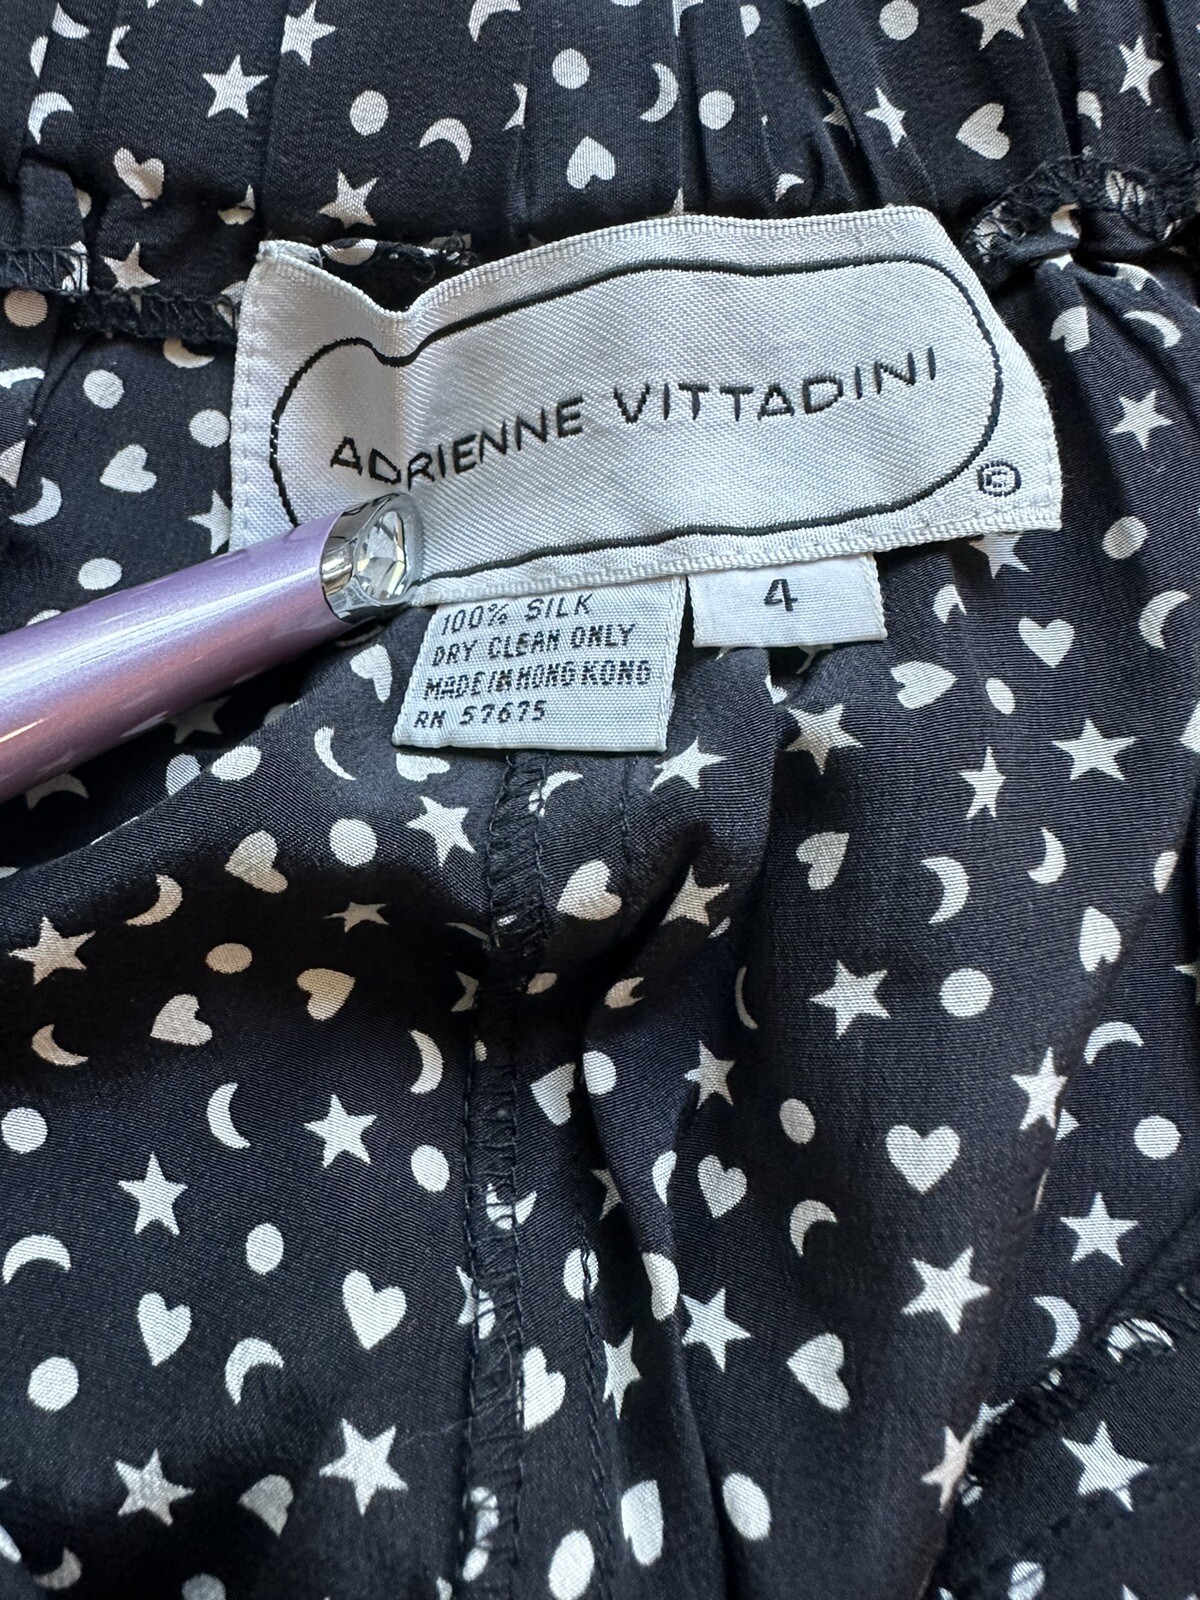 ADRIENNE VITTADINI
©
4
100% SILK
DRY CLEAN ONLY
MADE IN HONG KONG
RN 57675